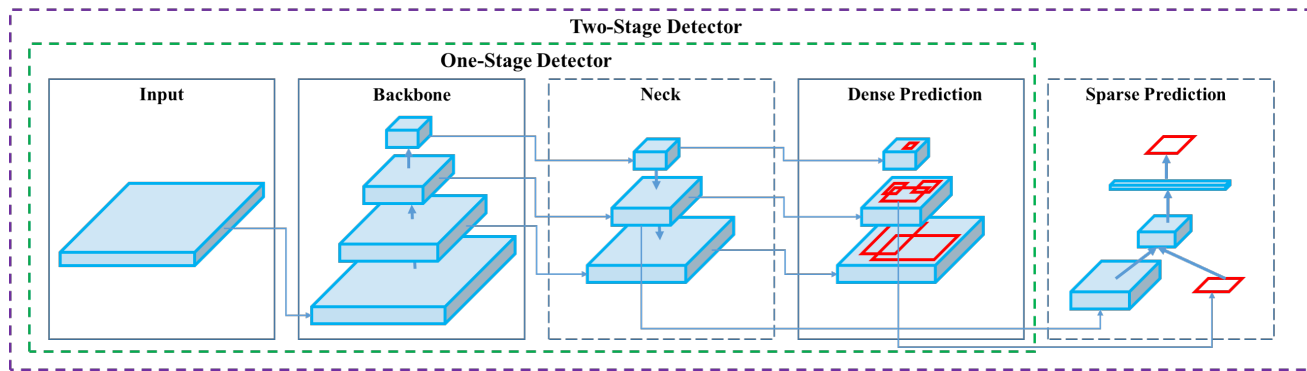 Two-Stage Detector
One-Stage Detector
Input
Backbone
Neck
Dense Prediction
Sparse Prediction